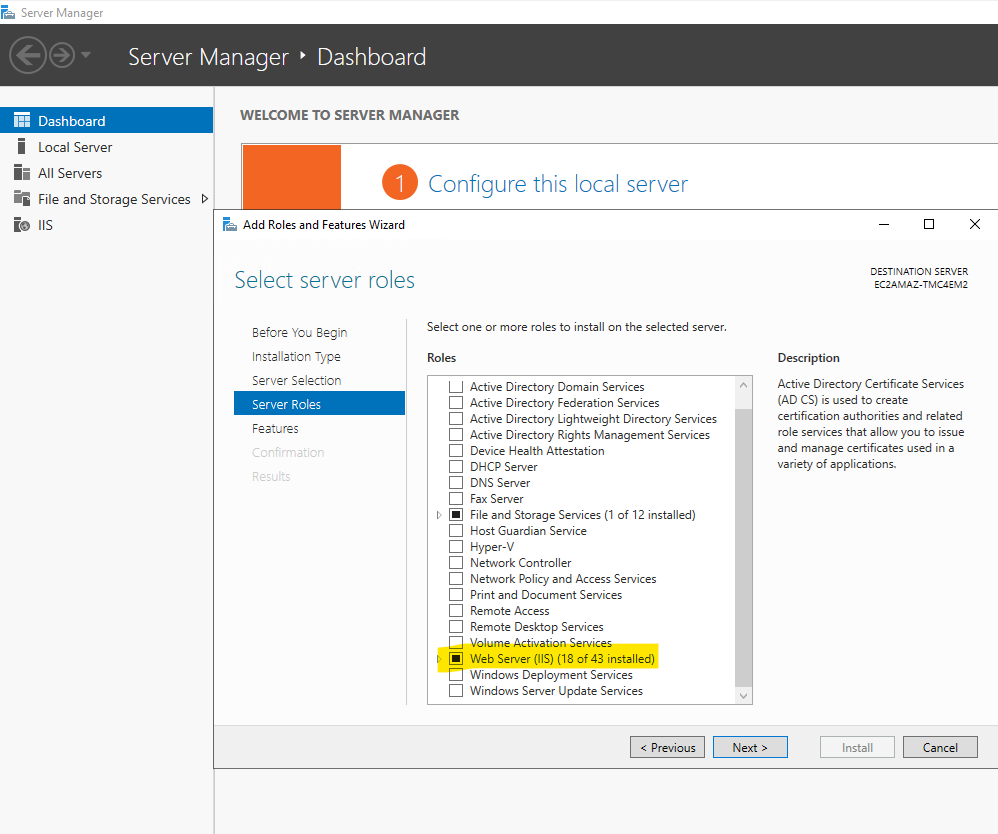 Server Manager
Server Manager ‣ Dashboard
Dashboard
Local Server
All Servers
File and Storage Services
IIS
WELCOME TO SERVER MANAGER
1 Configure this local server
Add Roles and Features Wizard
Select server roles
DESTINATION SERVER
EC2AMAZ-TMC4EM2
Before You Begin
Installation Type
Server Selection
Server Roles
Features
Confirmation
Results
Select one or more roles to install on the selected server.
Roles
Active Directory Domain Services
Active Directory Federation Services
Active Directory Lightweight Directory Services
Active Directory Rights Management Services
Device Health Attestation
DHCP Server
DNS Server
Fax Server
File and Storage Services (1 of 12 installed)
Host Guardian Service
Hyper-V
Network Controller
Network Policy and Access Services
Print and Document Services
Remote Access
Remote Desktop Services
Volume Activation Services
Web Server (IIS) (18 of 43 installed)
Windows Deployment Services
Windows Server Update Services
Description
Active Directory Certificate Services
(AD CS) is used to create
certification authorities and related
role services that allow you to issue
and manage certificates used in a
variety of applications.
< Previous
Next >
Install
Cancel